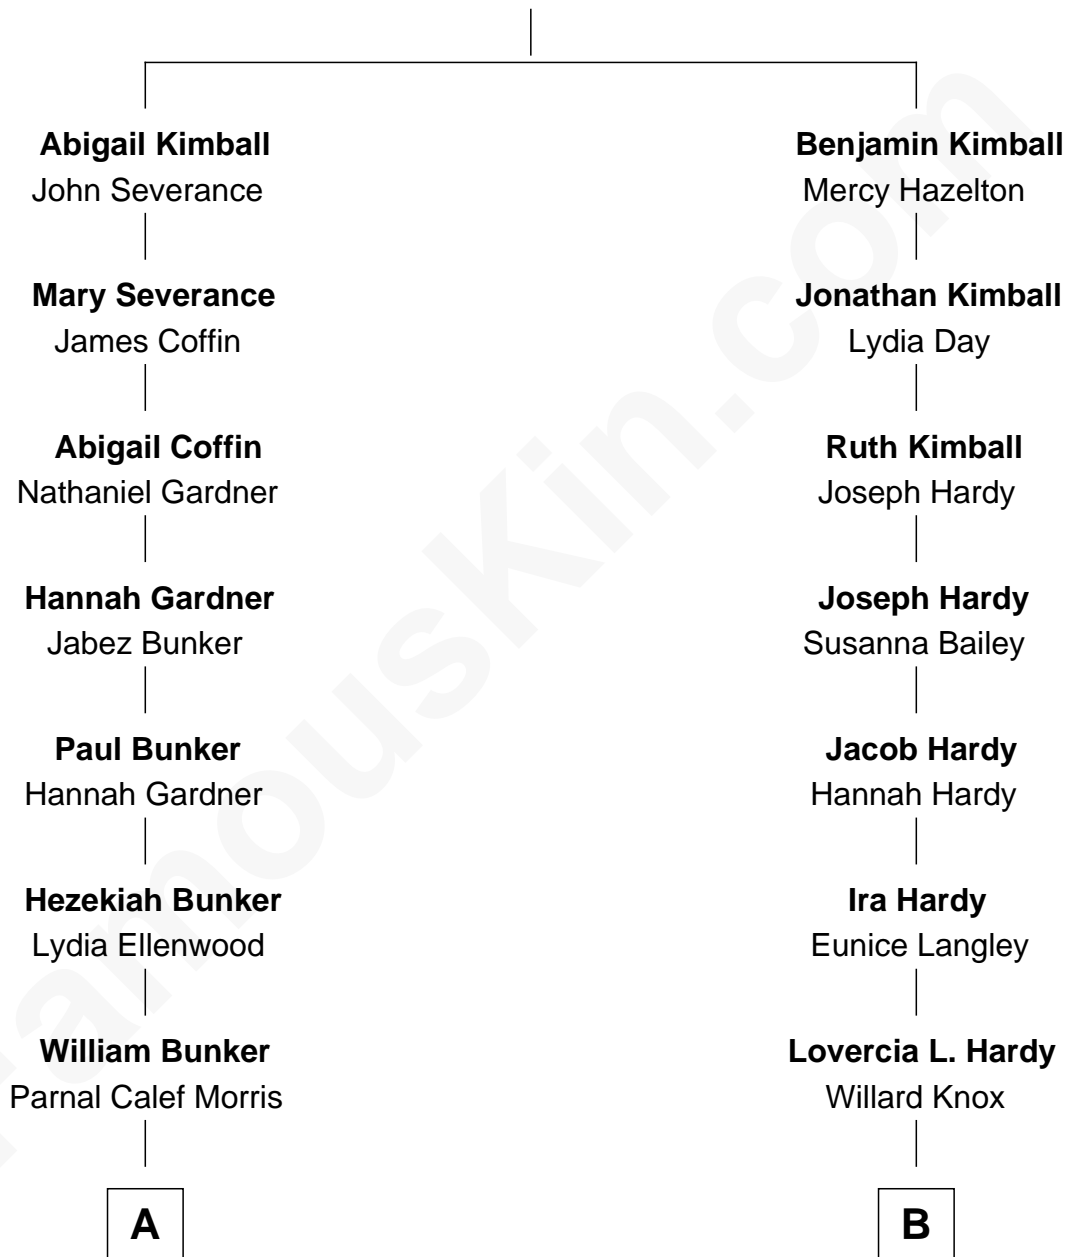 Abigail Kimball
John Severance
Mary Severance
James Coffin
Abigail Coffin
Nathaniel Gardner
Hannah Gardner
Jabez Bunker
Paul Bunker
Hannah Gardner
Hezekiah Bunker
Lydia Ellenwood
William Bunker
Parnal Calef Morris
A
Benjamin Kimball
Mercy Hazelton
Jonathan Kimball
Lydia Day
Ruth Kimball
Joseph Hardy
Joseph Hardy
Susanna Bailey
Jacob Hardy
Hannah Hardy
Ira Hardy
Eunice Langley
Lovercia L. Hardy
Willard Knox
B
FamousKin.com